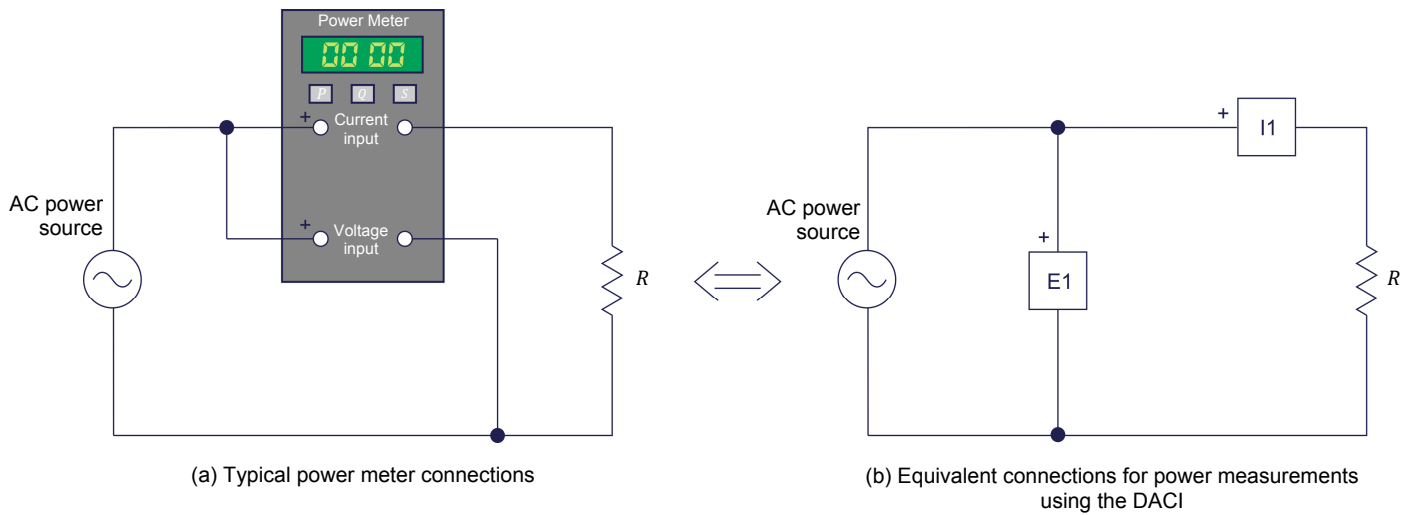 Power Meter
00 00
P Q S
+ Current
input
+ Voltage
input
AC power
source
R
(a) Typical power meter connections
+ I1
AC power
source
+
E1
R
(b) Equivalent connections for power measurements
using the DACI